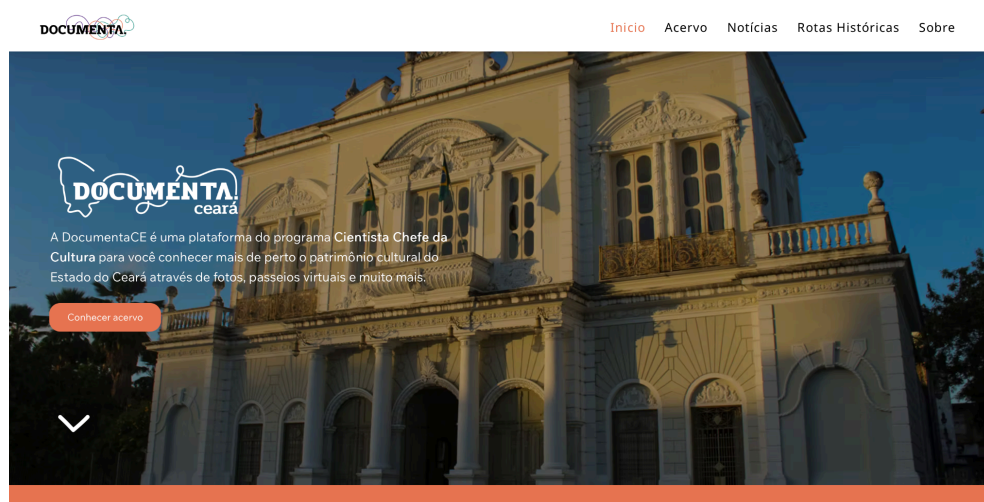 DOCUMENTA.
Inicio Acervo Notícias Rotas Históricas Sobre
DOCUMENTA.
ceará
A DocumentaCE é uma plataforma do programa Cientista Chefe da
Cultura para você conhecer mais de perto o patrimônio cultural do
Estado do Ceará através de fotos, passeios virtuais e muito mais.
Conhecer acervo